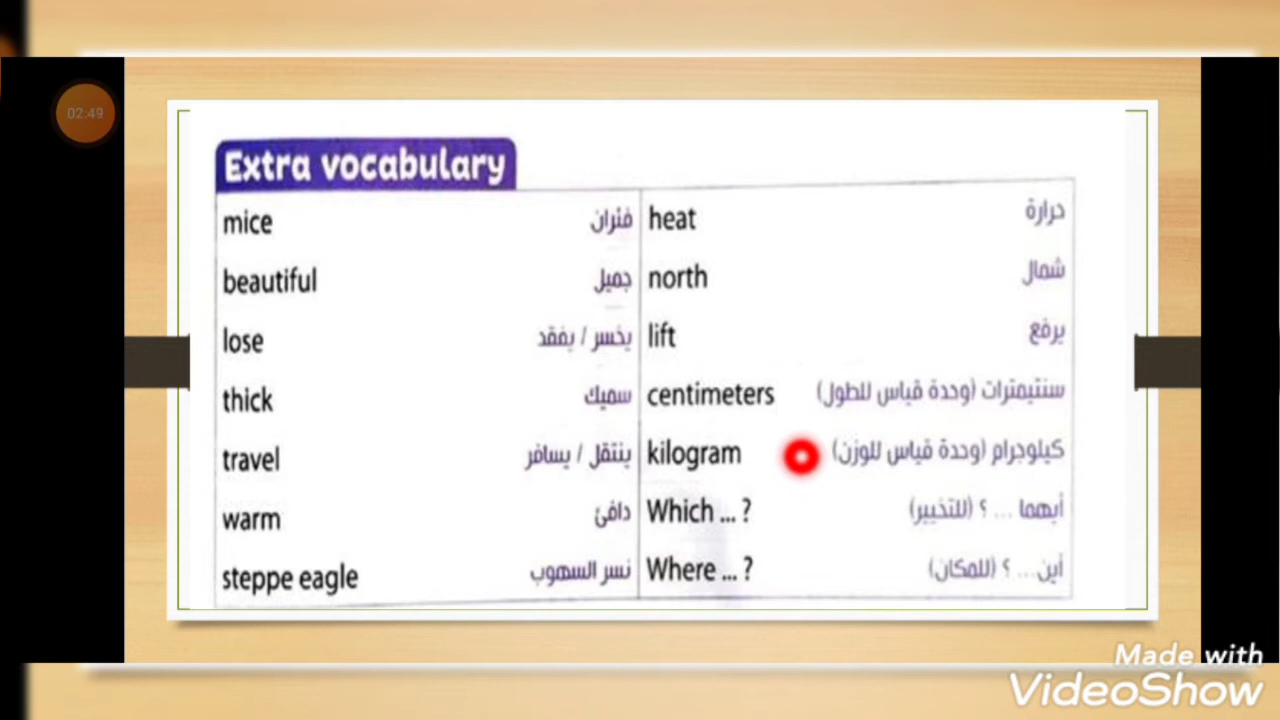 02:49
Extra vocabulary
mice فئران heat حرارة
beautiful جميل north شمال
lose يخسر / يفقد lift يرفع
thick سميك centimeters سنتيمترات (وحدة قياس للطول)
travel ينتقل / يسافر kilogram كيلوجرام (وحدة قياس للوزن)
warm دافئ Which ... ? أيهما ... ؟ (للتخيير)
steppe eagle نسر السهوب Where ... ? أين... ؟ (للمكان)
Made with
VideoShow